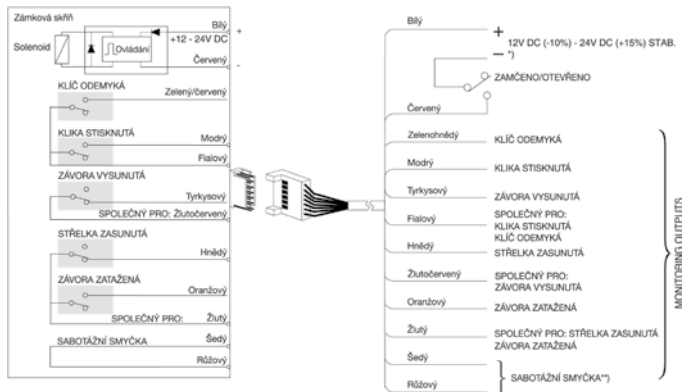 Zámková skříň
Bílý
+
+12 - 24V DC
Solenoid
Ovládání
Červený
-
KLÍČ ODEMYKÁ
Zelený/červený
KLIKA STISKNUTÁ
Modrý
Fialový
ZÁVORA VYSUNUTÁ
Tyrkysový
SPOLEČNÝ PRO: Žlutočervený
STŘELKA ZASUNUTÁ
Hnědý
ZÁVORA ZATAŽENÁ
Oranžový
SPOLEČNÝ PRO: Žlutý
SABOTÁŽNÍ SMYČKA
Šedý
Růžový
Bílý
+
12V DC (-10%) - 24V DC (+15%) STAB.
— *)
ZAMČENO/OTEVŘENO
Červený
Zelenohnědý
KLÍČ ODEMYKÁ
Modrý
KLIKA STISKNUTÁ
Tyrkysový
ZÁVORA VYSUNUTÁ
Fialový
SPOLEČNÝ PRO:
KLIKA STISKNUTÁ
KLÍČ ODEMYKÁ
Hnědý
STŘELKA ZASUNUTÁ
Žlutočervený
SPOLEČNÝ PRO:
ZÁVORA VYSUNUTÁ
Oranžový
ZÁVORA ZATAŽENÁ
Žlutý
SPOLEČNÝ PRO: STŘELKA ZASUNUTÁ
ZÁVORA ZATAŽENÁ
Šedý
SABOTÁŽNÍ SMYČKA**)
Růžový
MONITORING OUTPUTS